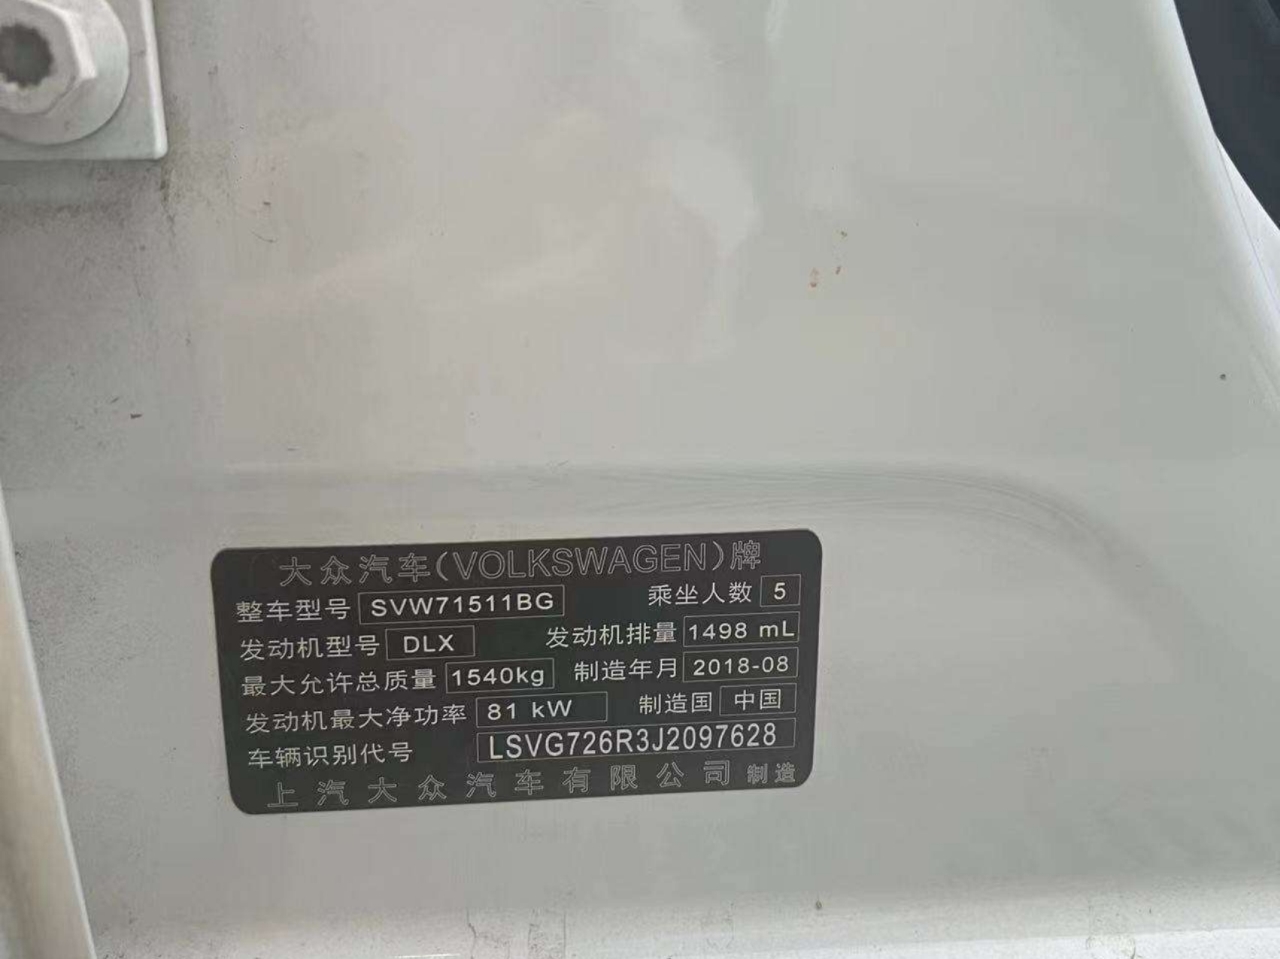 大众汽车(VOLKSWAGEN)牌
整车型号 SVW71511BG 乘坐人数 5
发动机型号 DLX 发动机排量 1498 mL
最大允许总质量 1540kg 制造年月 2018-08
发动机最大净功率 81 kW 制造国 中国
车辆识别代号 LSVG726R3J2097628
上汽大众汽车有限公司 制造